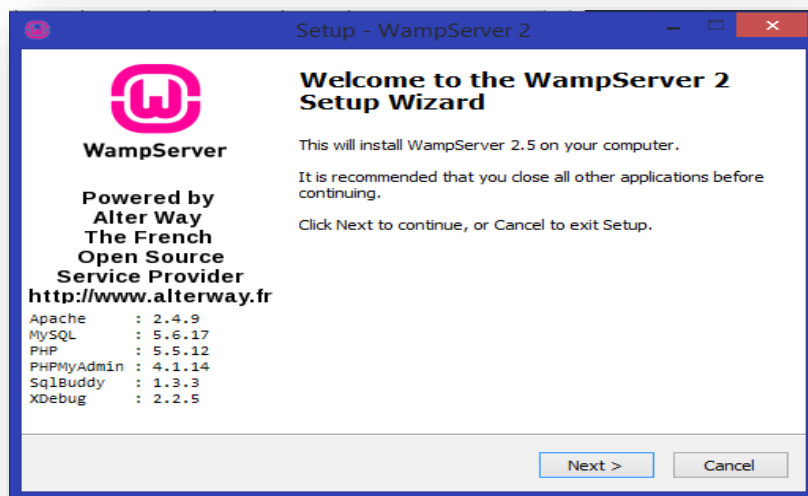 Setup - WampServer 2
WampServer
Powered by
Alter Way
The French
Open Source
Service Provider
http://www.alterway.fr
Apache : 2.4.9
MySQL : 5.6.17
PHP : 5.5.12
PHPMyAdmin : 4.1.14
SqlBuddy : 1.3.3
XDebug : 2.2.5
Welcome to the WampServer 2
Setup Wizard
This will install WampServer 2.5 on your computer.
It is recommended that you close all other applications before
continuing.
Click Next to continue, or Cancel to exit Setup.
Next >
Cancel